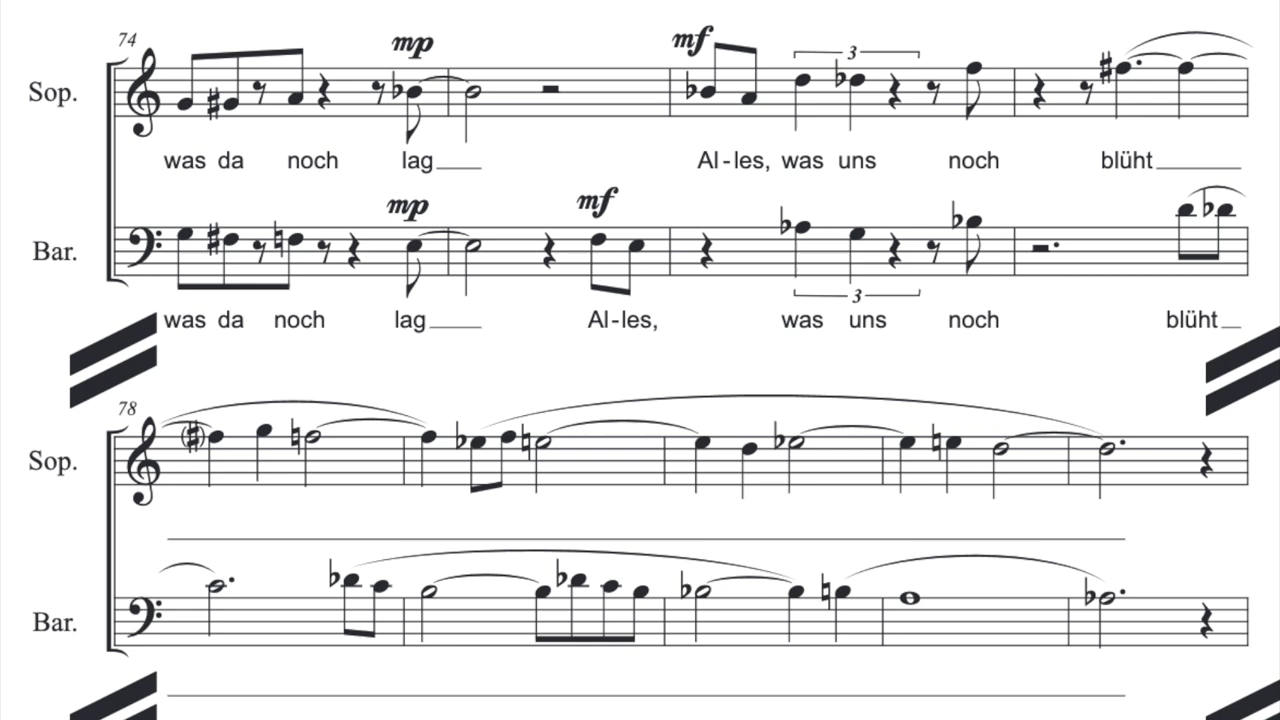 74
mp
mf
3
Sop.
was da noch lag Al - les, was uns noch blüht
mp
mf
Bar.
3
was da noch lag Al - les, was uns noch blüht
78
Sop.
Bar.